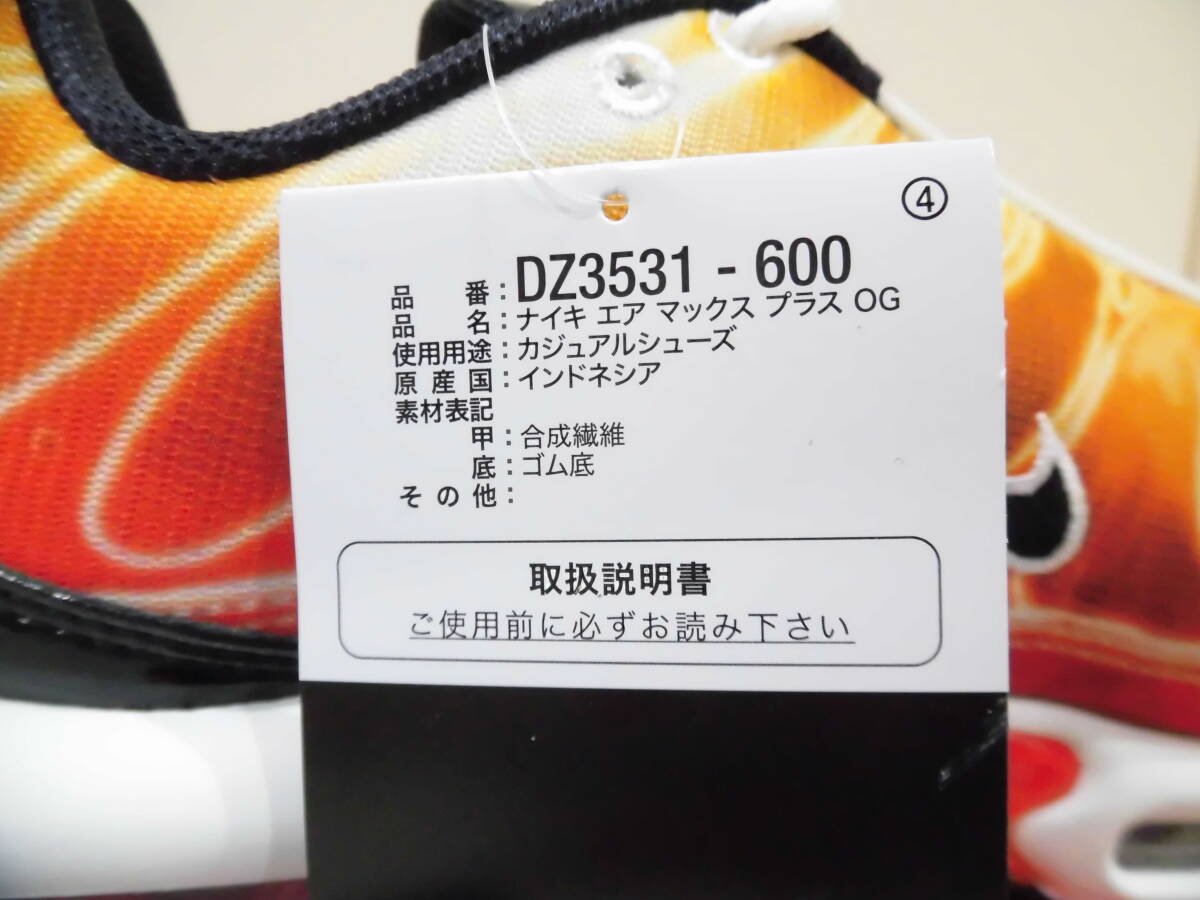 ④
品番:DZ3531-600
品名:ナイキ エア マックス プラス OG
使用用途:カジュアルシューズ
原産国:インドネシア
素材表記
甲:合成繊維
底:ゴム底
その他:
取扱説明書
ご使用前に必ずお読み下さい